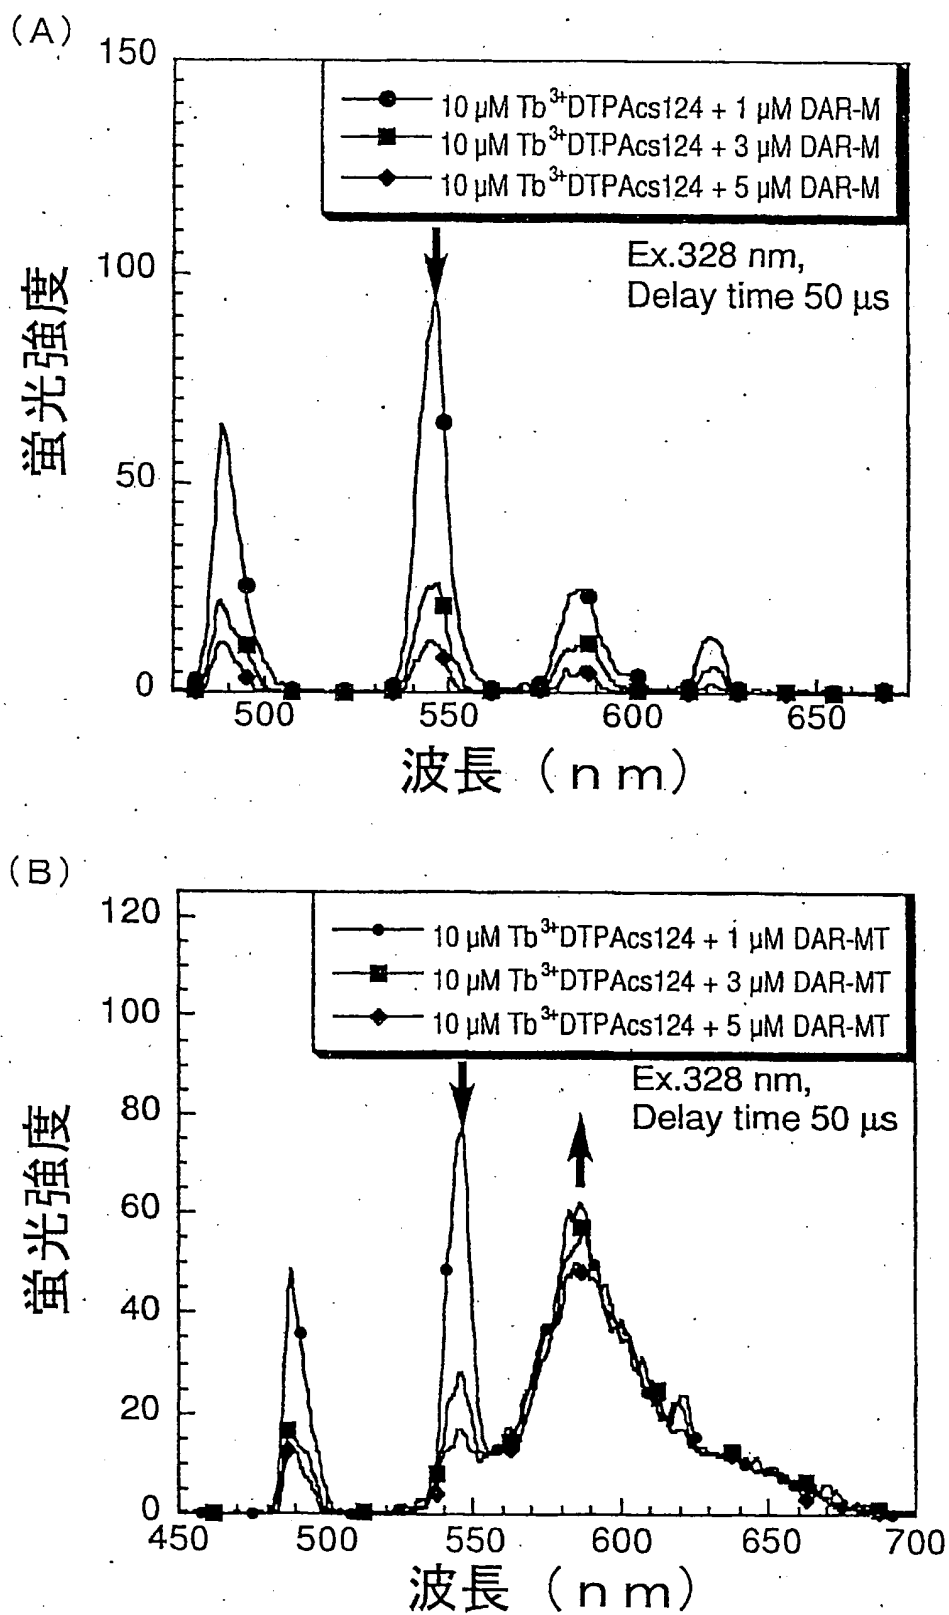 (A)
150
100
50
0
10 μM Tb³⁺DTPAcs124 + 1 μM DAR-M
10 μM Tb³⁺DTPAcs124 + 3 μM DAR-M
10 μM Tb³⁺DTPAcs124 + 5 μM DAR-M
Ex.328 nm,
Delay time 50 μs
蛍光強度
500 550 600 650
波長(nm)
(B)
120
100
80
60
40
20
0
10 μM Tb³⁺DTPAcs124 + 1 μM DAR-MT
10 μM Tb³⁺DTPAcs124 + 3 μM DAR-MT
10 μM Tb³⁺DTPAcs124 + 5 μM DAR-MT
Ex.328 nm,
Delay time 50 μs
蛍光強度
450 500 550 600 650 700
波長(nm)